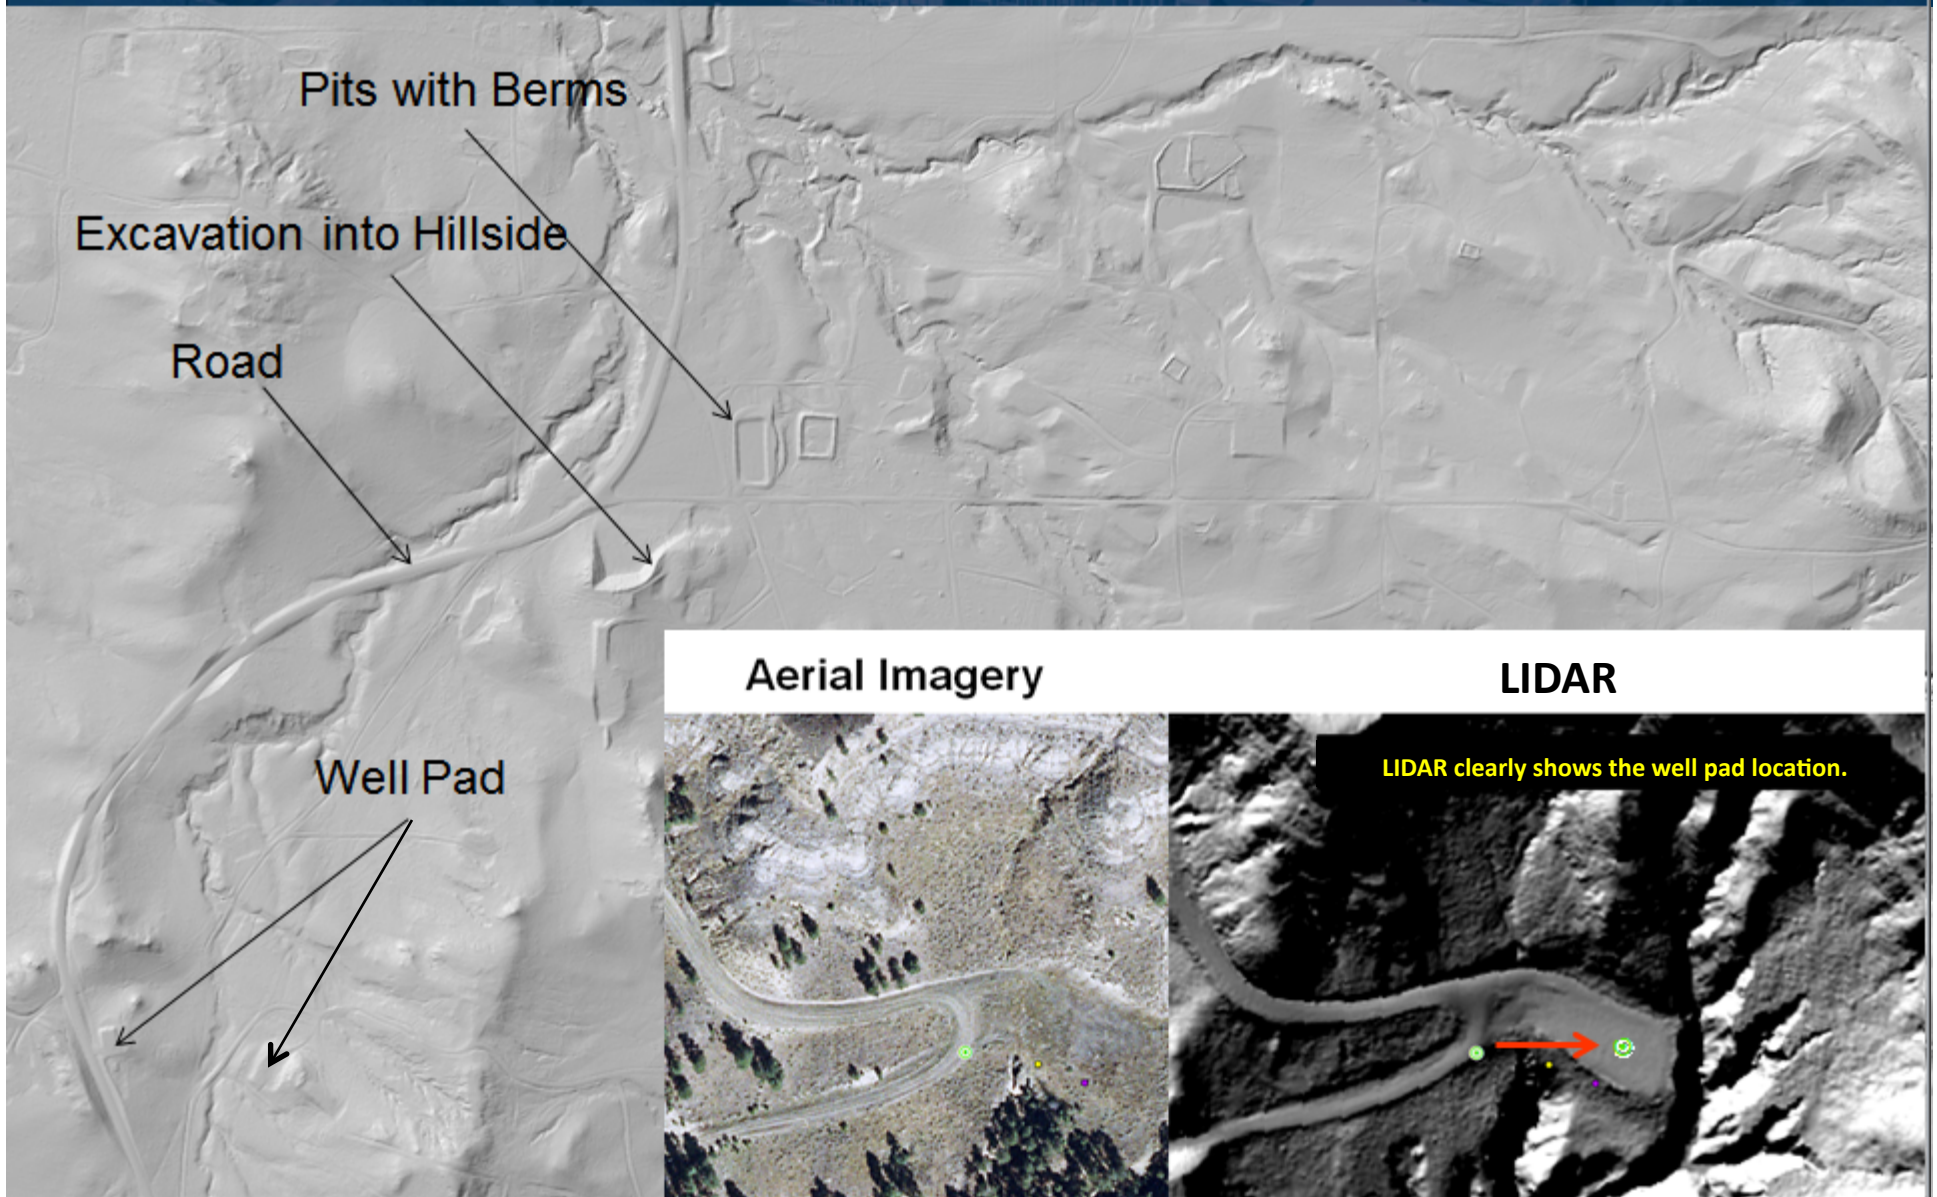 Pits with Berms
Excavation into Hillside
Road
Well Pad
Aerial Imagery
LIDAR
LIDAR clearly shows the well pad location.